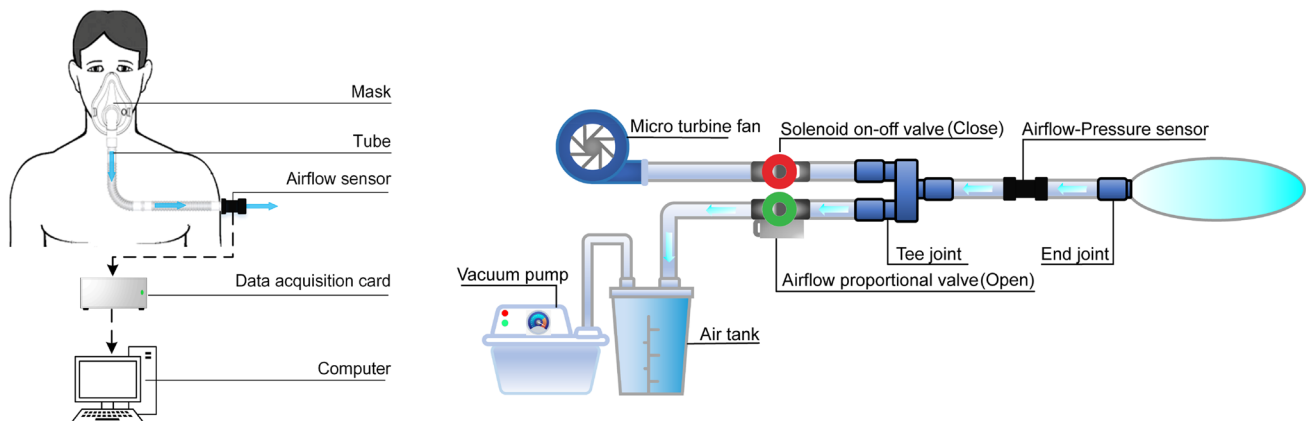 Mask
Tube
Airflow sensor
Data acquisition card
Computer
Micro turbine fan
Solenoid on-off valve (Close)
Airflow-Pressure sensor
Tee joint
End joint
Airflow proportional valve (Open)
Vacuum pump
Air tank